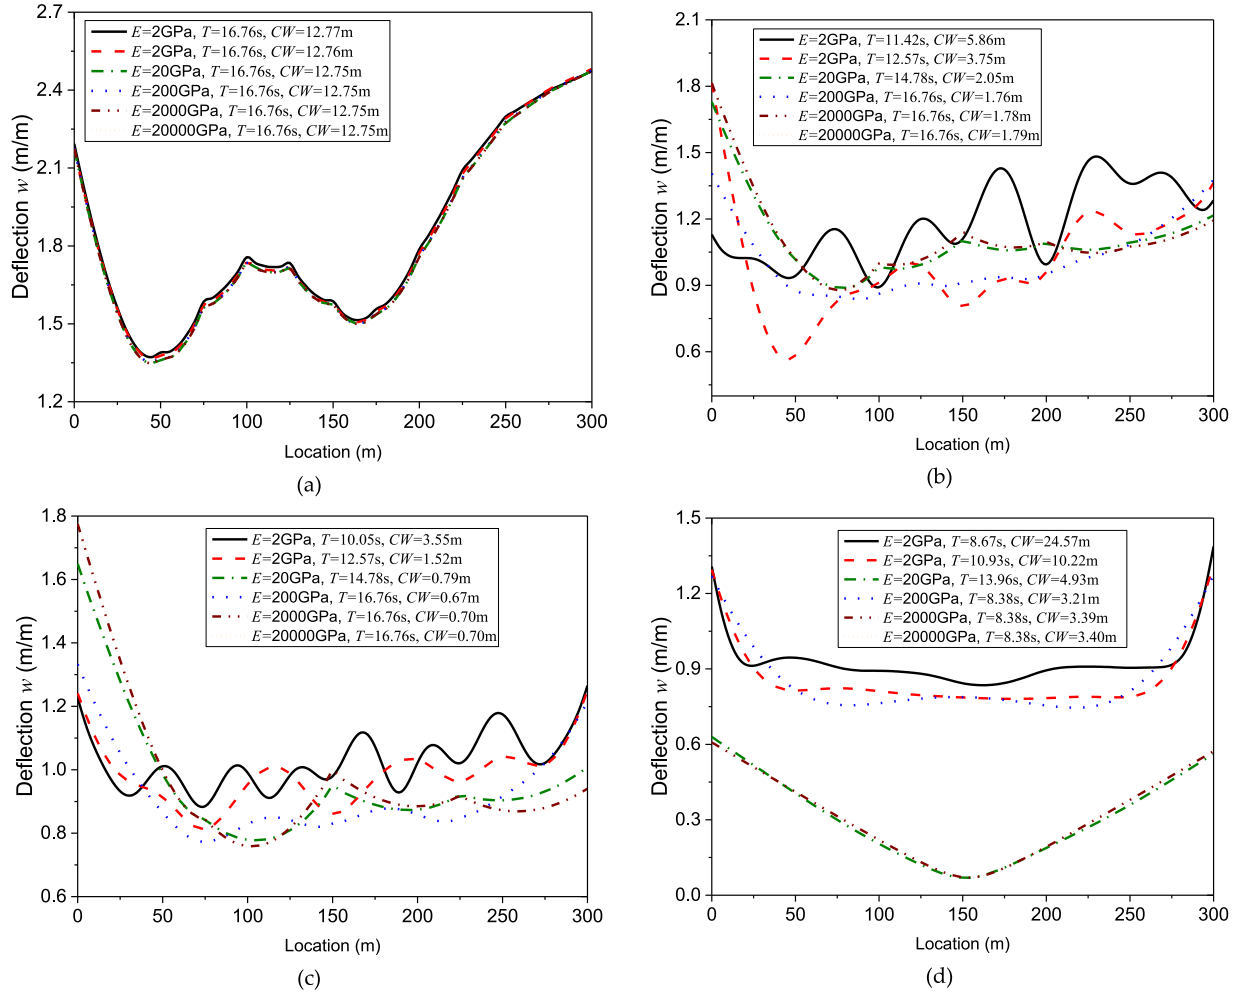 2.7
2.4
2.1
1.8
1.5
1.2
Deflection w (m/m)
E=2GPa, T=16.76s, CW=12.77m
E=2GPa, T=16.76s, CW=12.76m
E=20GPa, T=16.76s, CW=12.75m
E=200GPa, T=16.76s, CW=12.75m
E=2000GPa, T=16.76s, CW=12.75m
E=20000GPa, T=16.76s, CW=12.75m
0 50 100 150 200 250 300
Location (m)
(a)
2.1
1.8
1.5
1.2
0.9
0.6
Deflection w (m/m)
E=2GPa, T=11.42s, CW=5.86m
E=2GPa, T=12.57s, CW=3.75m
E=20GPa, T=14.78s, CW=2.05m
E=200GPa, T=16.76s, CW=1.76m
E=2000GPa, T=16.76s, CW=1.78m
E=20000GPa, T=16.76s, CW=1.79m
0 50 100 150 200 250 300
Location (m)
(b)
1.8
1.6
1.4
1.2
1.0
0.8
0.6
Deflection w (m/m)
E=2GPa, T=10.05s, CW=3.55m
E=2GPa, T=12.57s, CW=1.52m
E=20GPa, T=14.78s, CW=0.79m
E=200GPa, T=16.76s, CW=0.67m
E=2000GPa, T=16.76s, CW=0.70m
E=20000GPa, T=16.76s, CW=0.70m
0 50 100 150 200 250 300
Location (m)
(c)
1.5
1.2
0.9
0.6
0.3
0.0
Deflection w (m/m)
E=2GPa, T=8.67s, CW=24.57m
E=2GPa, T=10.93s, CW=10.22m
E=20GPa, T=13.96s, CW=4.93m
E=200GPa, T=8.38s, CW=3.21m
E=2000GPa, T=8.38s, CW=3.39m
E=20000GPa, T=8.38s, CW=3.40m
0 50 100 150 200 250 300
Location (m)
(d)